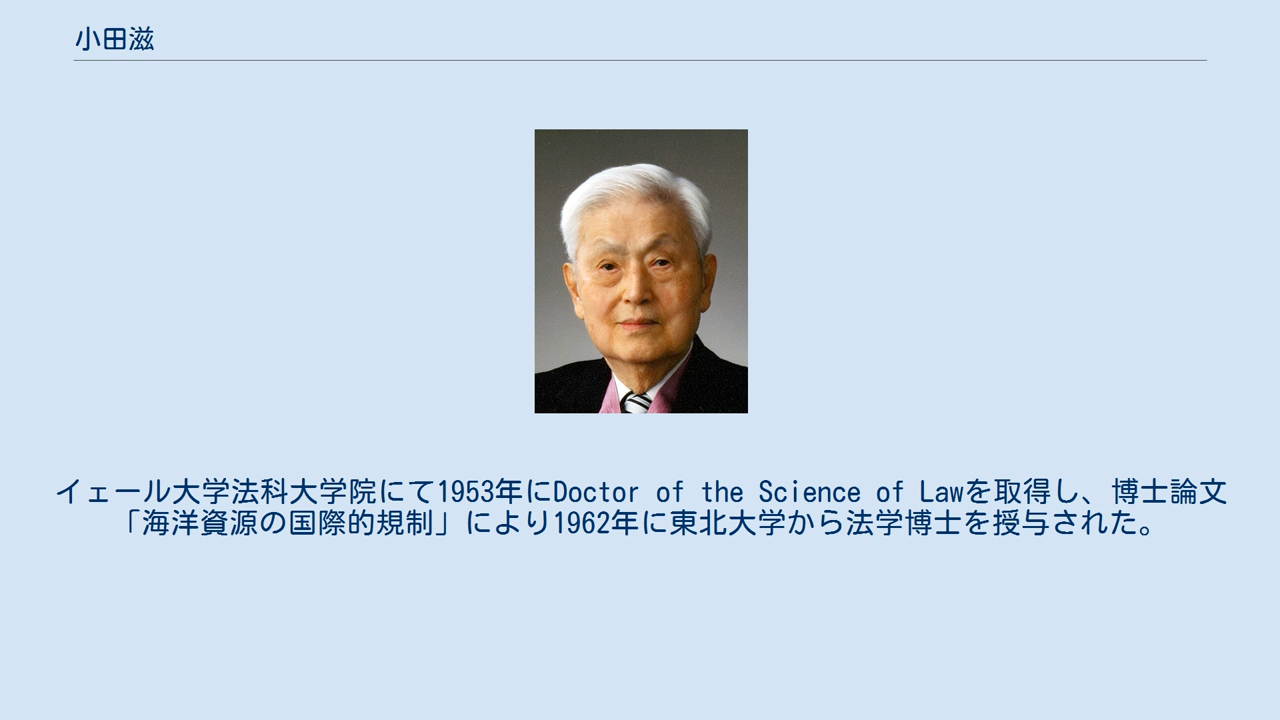 小田滋
イェール大学法科大学院にて1953年にDoctor of the Science of Lawを取得し、博士論文
「海洋資源の国際的規制」により1962年に東北大学から法学博士を授与された。